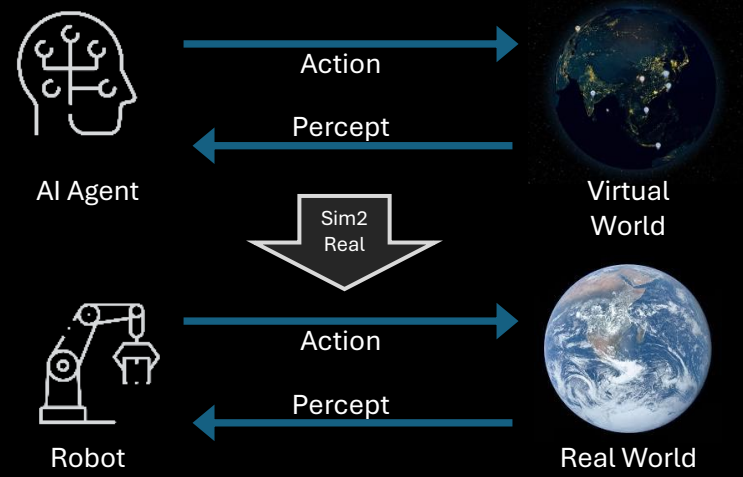 Action
Percept
AI Agent
Virtual
World
Sim2
Real
Action
Percept
Robot
Real World